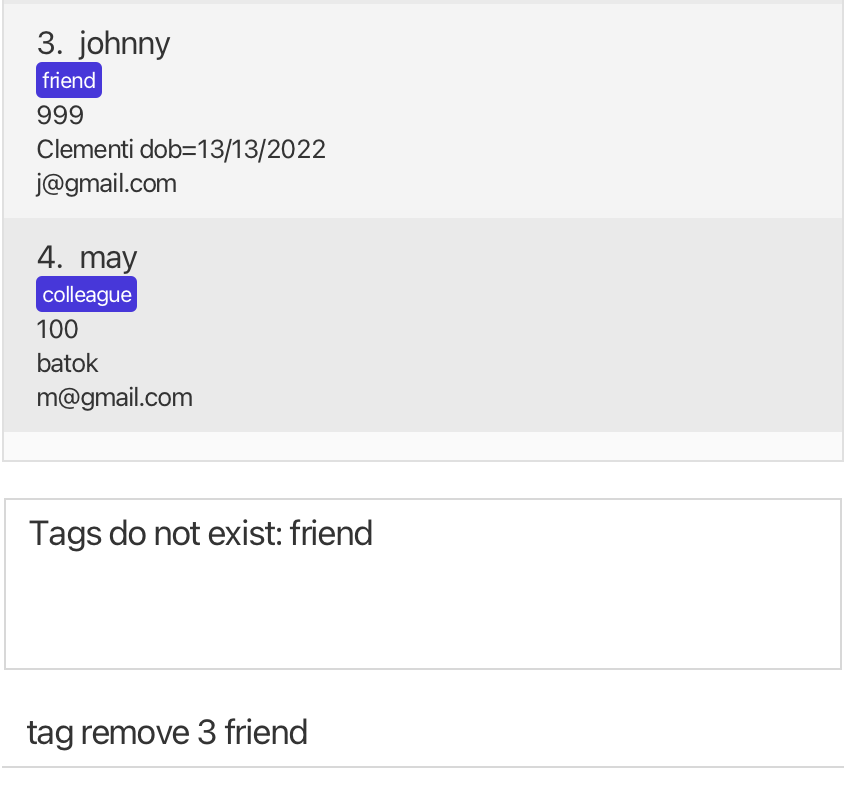 3. johnny
friend
999
Clementi dob=13/13/2022
j@gmail.com
4. may
colleague
100
batok
m@gmail.com
Tags do not exist: friend
tag remove 3 friend